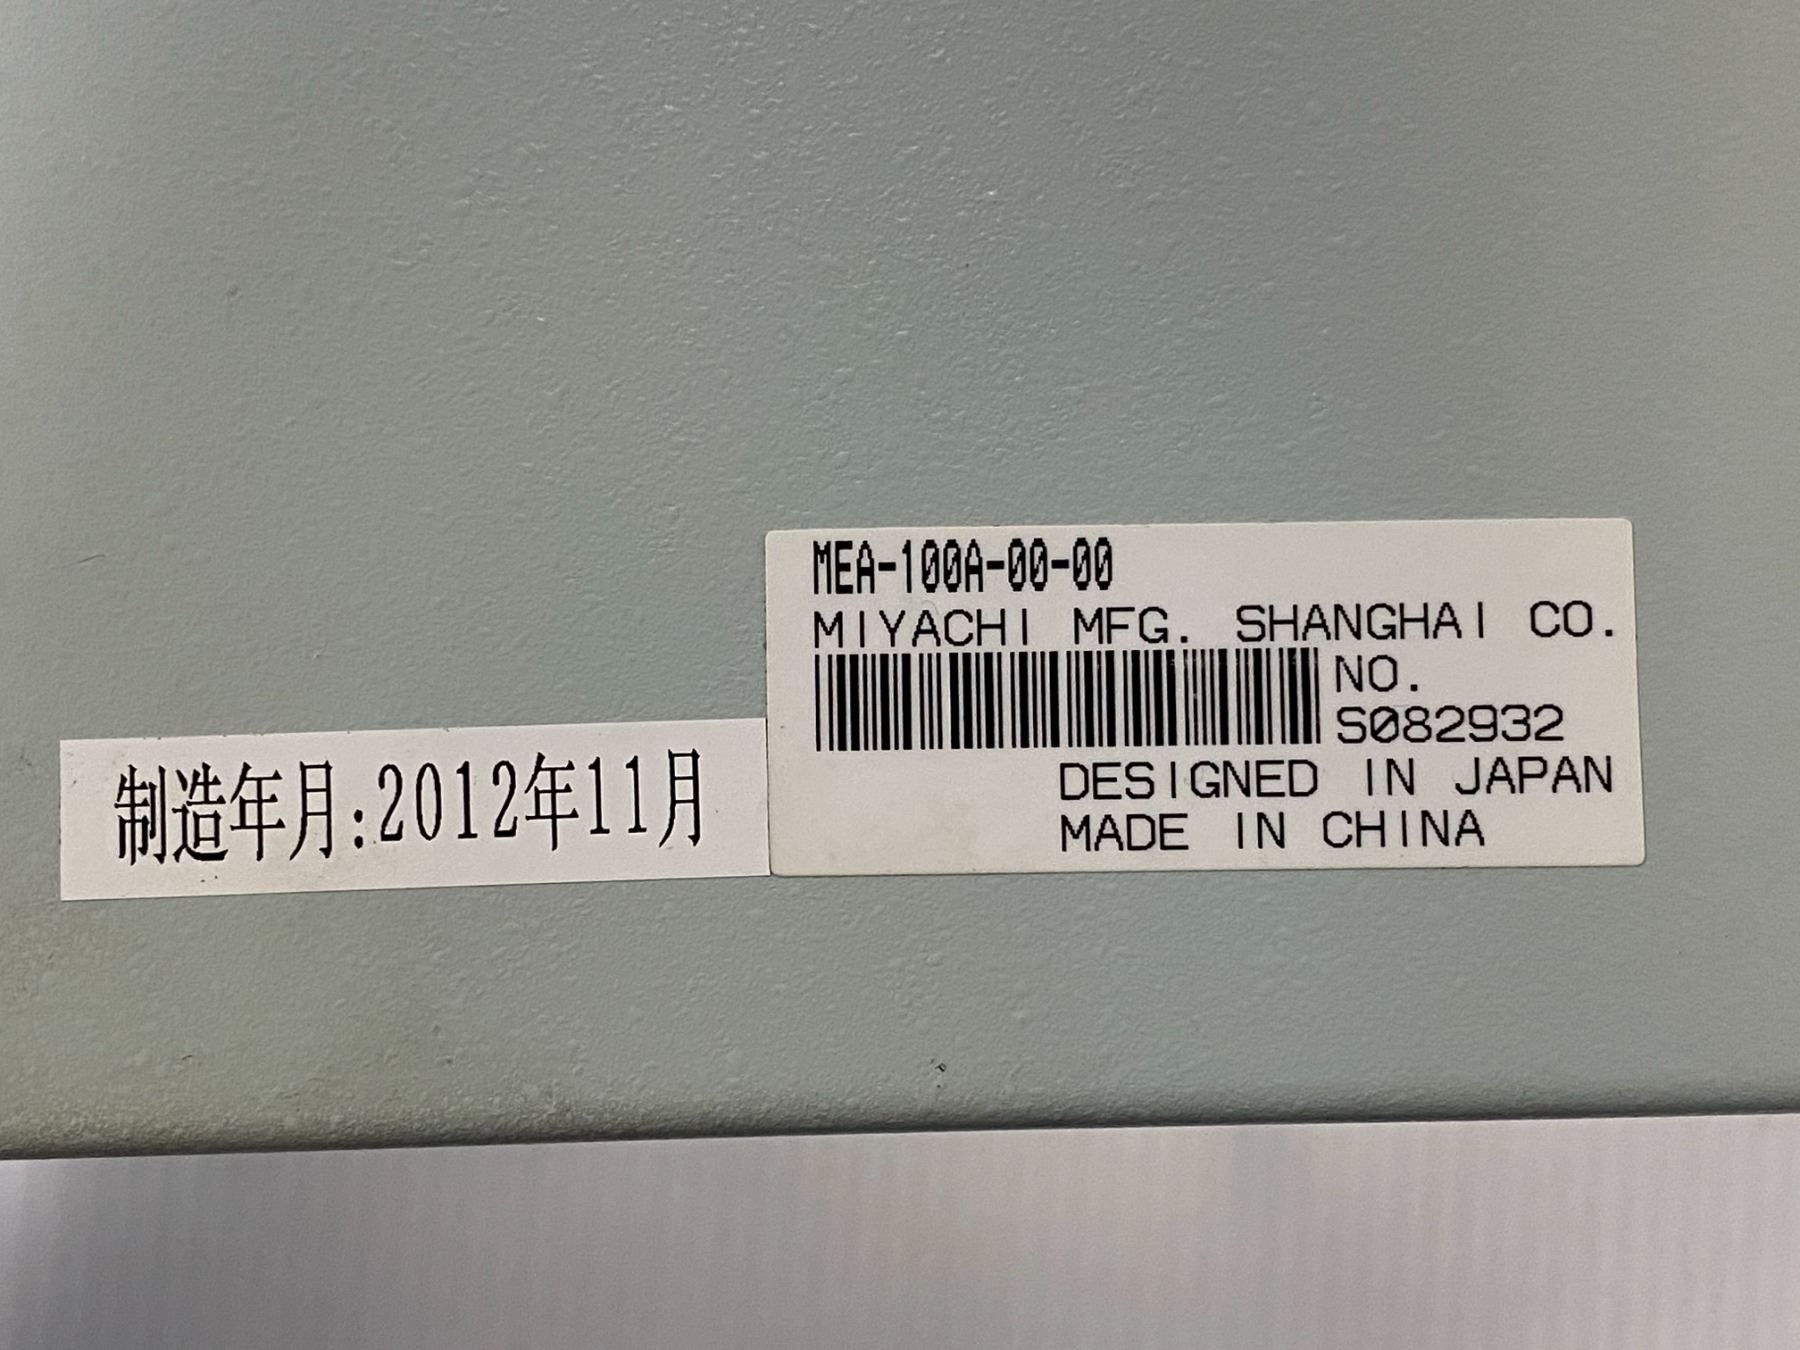 MEA-100A-00-00
MIYACHI MFG. SHANGHAI CO.
NO.
S082932
DESIGNED IN JAPAN
MADE IN CHINA
制造年月:2012年11月